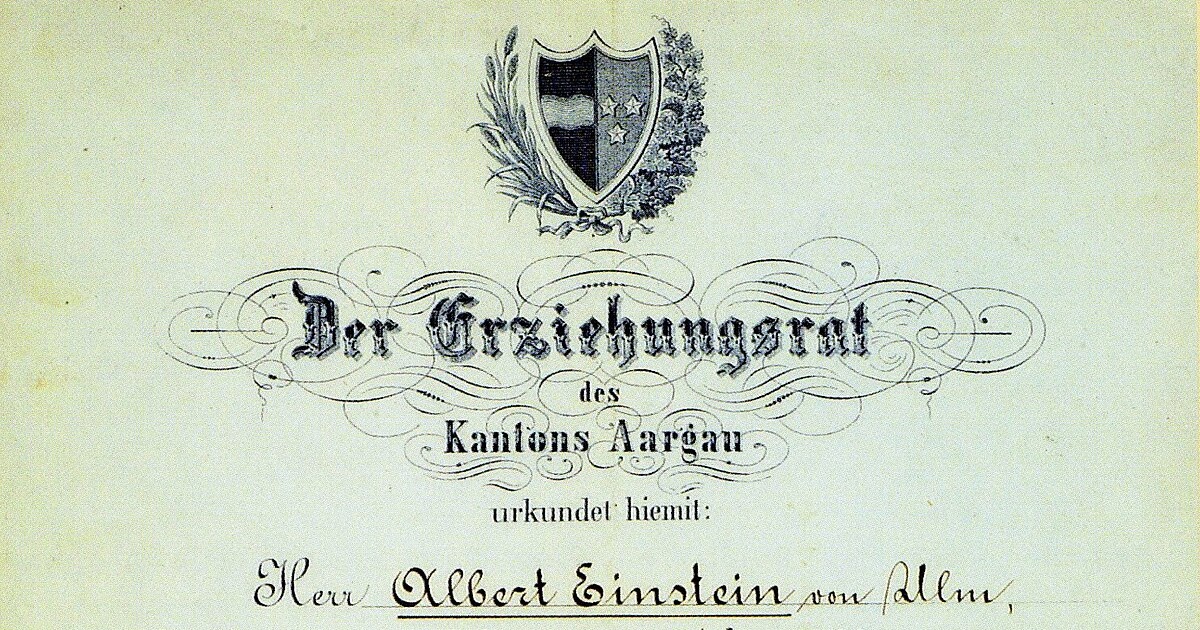 Der Erziehungsrat
des
Kantons Aargau
urkundet hiemit:
Herr Albert Einstein von Ulm,